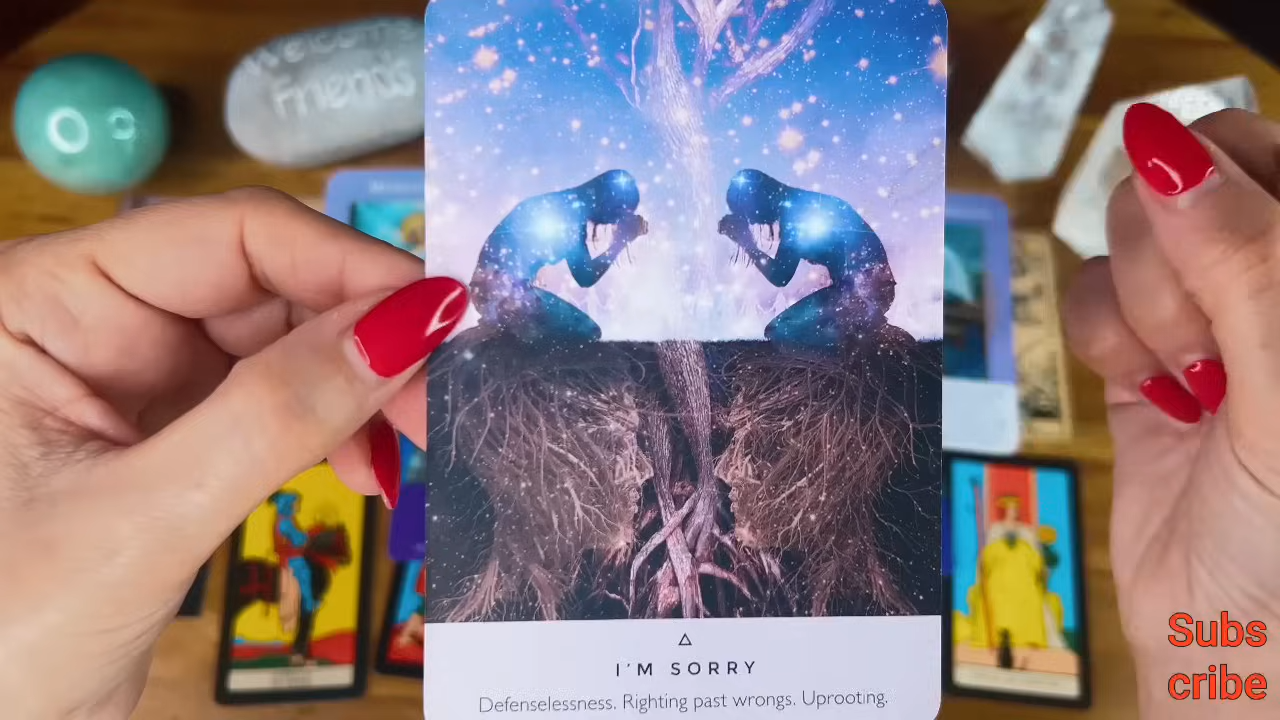 Welcome
Friends
I'M SORRY
Defenselessness. Righting past wrongs. Uprooting.
Subs
cribe